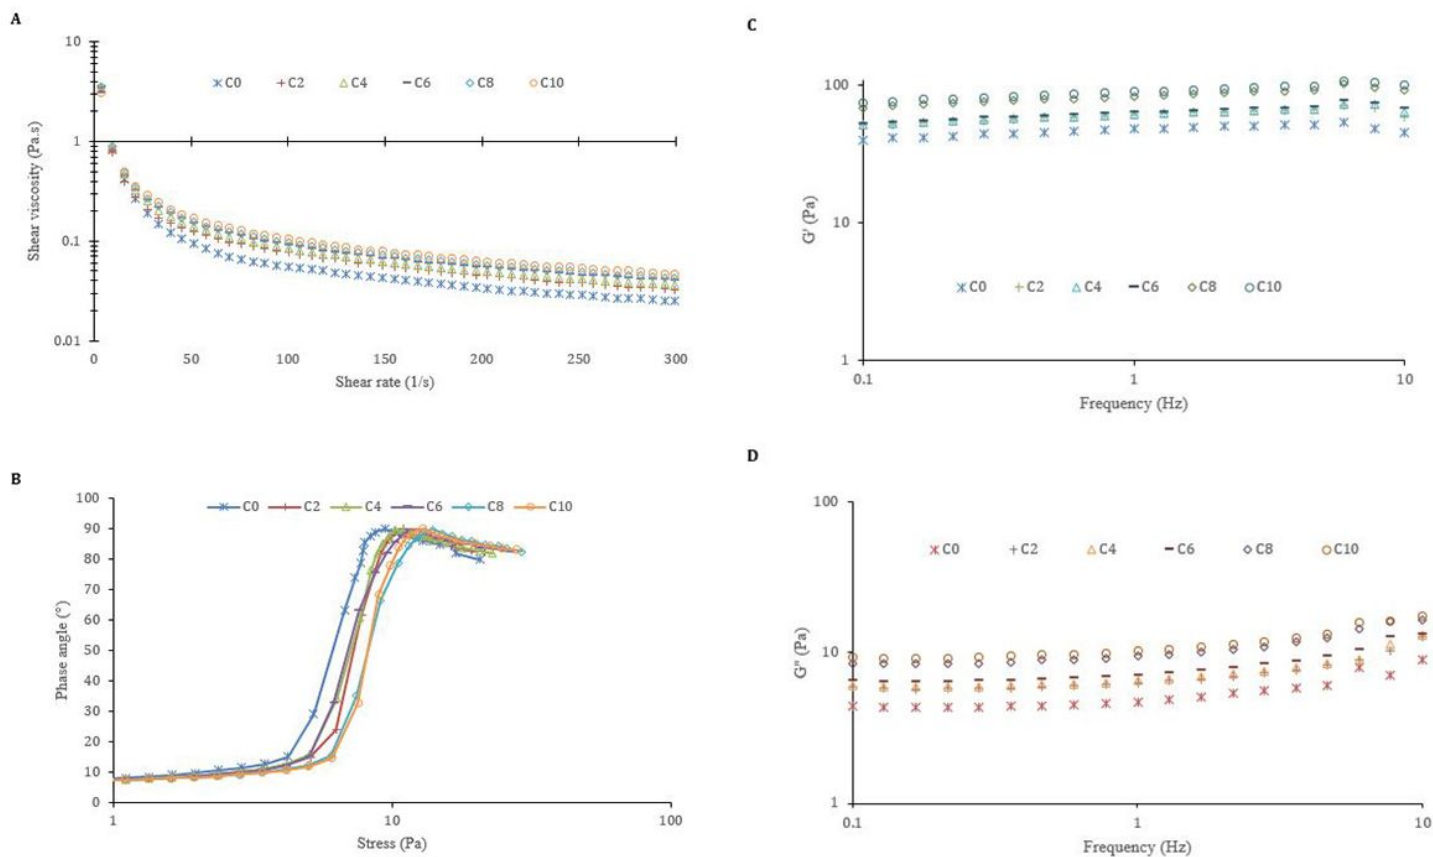 A
10
C0 C2 C4 C6 C8 C10
1
0.1
0.01
0 50 100 150 200 250 300
Shear viscosity (Pa.s)
Shear rate (1/s)
C
100
10
1
C0 C2 C4 C6 C8 C10
0.1 1 10
G' (Pa)
Frequency (Hz)
B
100
90
80
70
60
50
40
30
20
10
0
C0 C2 C4 C6 C8 C10
1 10 100
Phase angle (°)
Stress (Pa)
D
100
C0 C2 C4 C6 C8 C10
10
1
0.1 1 10
G" (Pa)
Frequency (Hz)